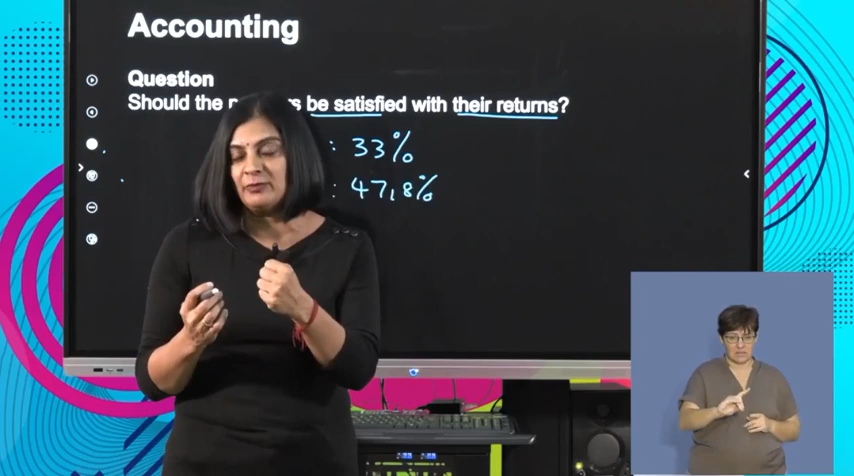 Accounting
Question
Should the be satisfied with their returns?
: 33%
: 47,8%